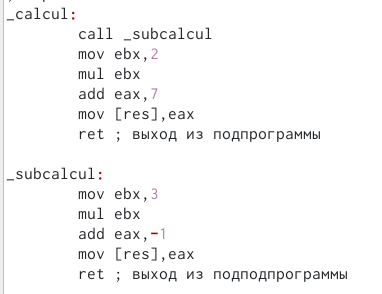 _calcul:
call _subcalcul
mov ebx,2
mul ebx
add eax,7
mov [res],eax
ret ; выход из подпрограммы
_subcalcul:
mov ebx,3
mul ebx
add eax,-1
mov [res],eax
ret ; выход из подподпрограммы